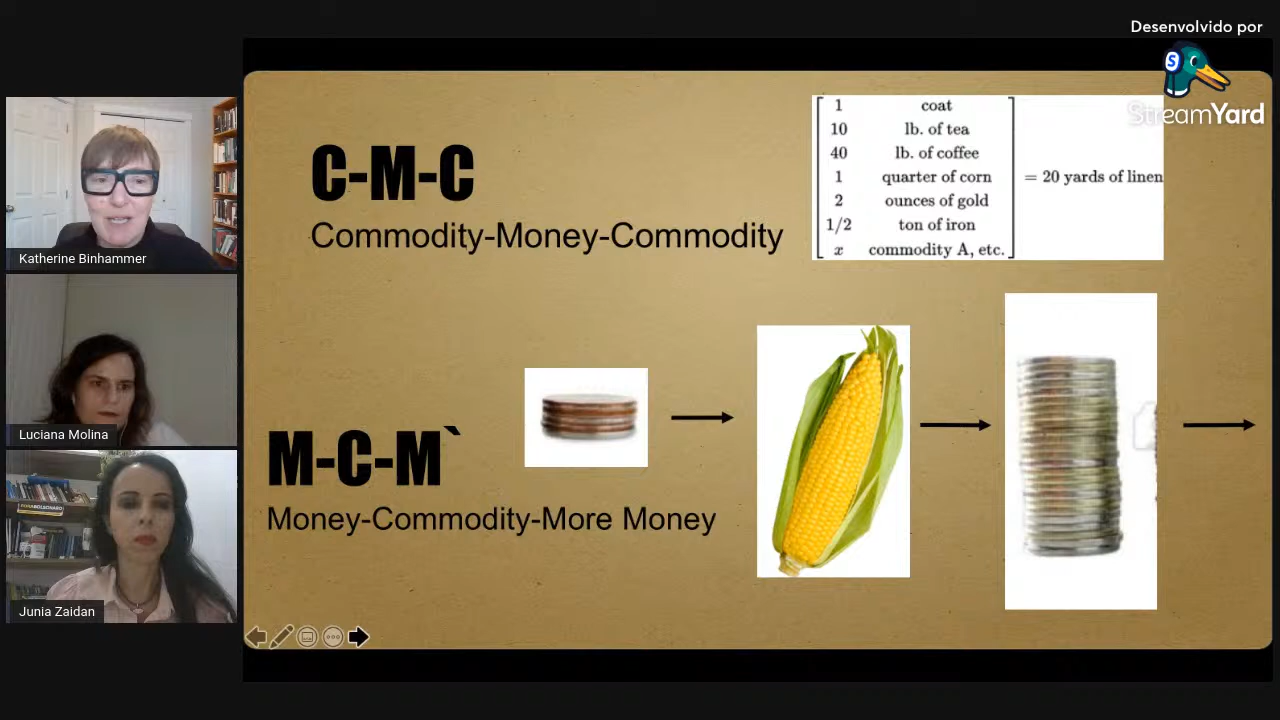 Desenvolvido por
StreamYard
Katherine Binhammer
Luciana Molina
Junia Zaidan
C-M-C
Commodity-Money-Commodity
1 coat
10 lb. of tea
40 lb. of coffee
1 quarter of corn
2 ounces of gold
1/2 ton of iron
x commodity A, etc.
= 20 yards of linen
M-C-M`
Money-Commodity-More Money